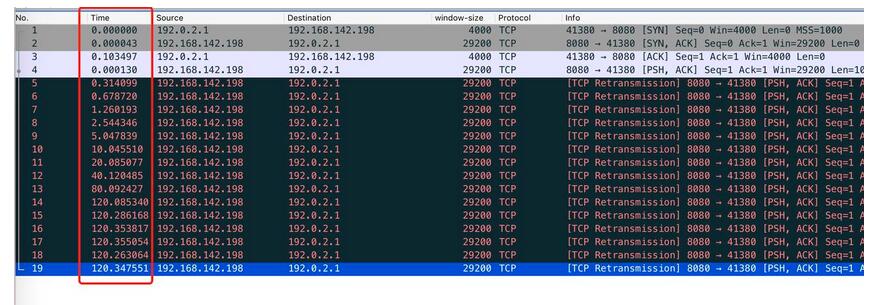 No. Time Source Destination window-size Protocol Info
1 0.000000 192.0.2.1 192.168.142.198 4000 TCP 41380 → 8080 [SYN] Seq=0 Win=4000 Len=0 MSS=1000
2 0.000043 192.168.142.198 192.0.2.1 29200 TCP 8080 → 41380 [SYN, ACK] Seq=0 Ack=1 Win=29200 Len=0
3 0.103497 192.0.2.1 192.168.142.198 4000 TCP 41380 → 8080 [ACK] Seq=1 Ack=1 Win=4000 Len=0
4 0.000130 192.168.142.198 192.0.2.1 29200 TCP 8080 → 41380 [PSH, ACK] Seq=1 Ack=1 Win=29200 Len=10
5 0.314099 192.168.142.198 192.0.2.1 29200 TCP [TCP Retransmission] 8080 → 41380 [PSH, ACK] Seq=1 A
6 0.678720 192.168.142.198 192.0.2.1 29200 TCP [TCP Retransmission] 8080 → 41380 [PSH, ACK] Seq=1 A
7 1.260193 192.168.142.198 192.0.2.1 29200 TCP [TCP Retransmission] 8080 → 41380 [PSH, ACK] Seq=1 A
8 2.544346 192.168.142.198 192.0.2.1 29200 TCP [TCP Retransmission] 8080 → 41380 [PSH, ACK] Seq=1 A
9 5.047839 192.168.142.198 192.0.2.1 29200 TCP [TCP Retransmission] 8080 → 41380 [PSH, ACK] Seq=1 A
10 10.045510 192.168.142.198 192.0.2.1 29200 TCP [TCP Retransmission] 8080 → 41380 [PSH, ACK] Seq=1 A
11 20.085077 192.168.142.198 192.0.2.1 29200 TCP [TCP Retransmission] 8080 → 41380 [PSH, ACK] Seq=1 A
12 40.120485 192.168.142.198 192.0.2.1 29200 TCP [TCP Retransmission] 8080 → 41380 [PSH, ACK] Seq=1 A
13 80.092427 192.168.142.198 192.0.2.1 29200 TCP [TCP Retransmission] 8080 → 41380 [PSH, ACK] Seq=1 A
14 120.085340 192.168.142.198 192.0.2.1 29200 TCP [TCP Retransmission] 8080 → 41380 [PSH, ACK] Seq=1 A
15 120.286168 192.168.142.198 192.0.2.1 29200 TCP [TCP Retransmission] 8080 → 41380 [PSH, ACK] Seq=1 A
16 120.353817 192.168.142.198 192.0.2.1 29200 TCP [TCP Retransmission] 8080 → 41380 [PSH, ACK] Seq=1 A
17 120.355054 192.168.142.198 192.0.2.1 29200 TCP [TCP Retransmission] 8080 → 41380 [PSH, ACK] Seq=1 A
18 120.263064 192.168.142.198 192.0.2.1 29200 TCP [TCP Retransmission] 8080 → 41380 [PSH, ACK] Seq=1 A
19 120.347551 192.168.142.198 192.0.2.1 29200 TCP [TCP Retransmission] 8080 → 41380 [PSH, ACK] Seq=1 A